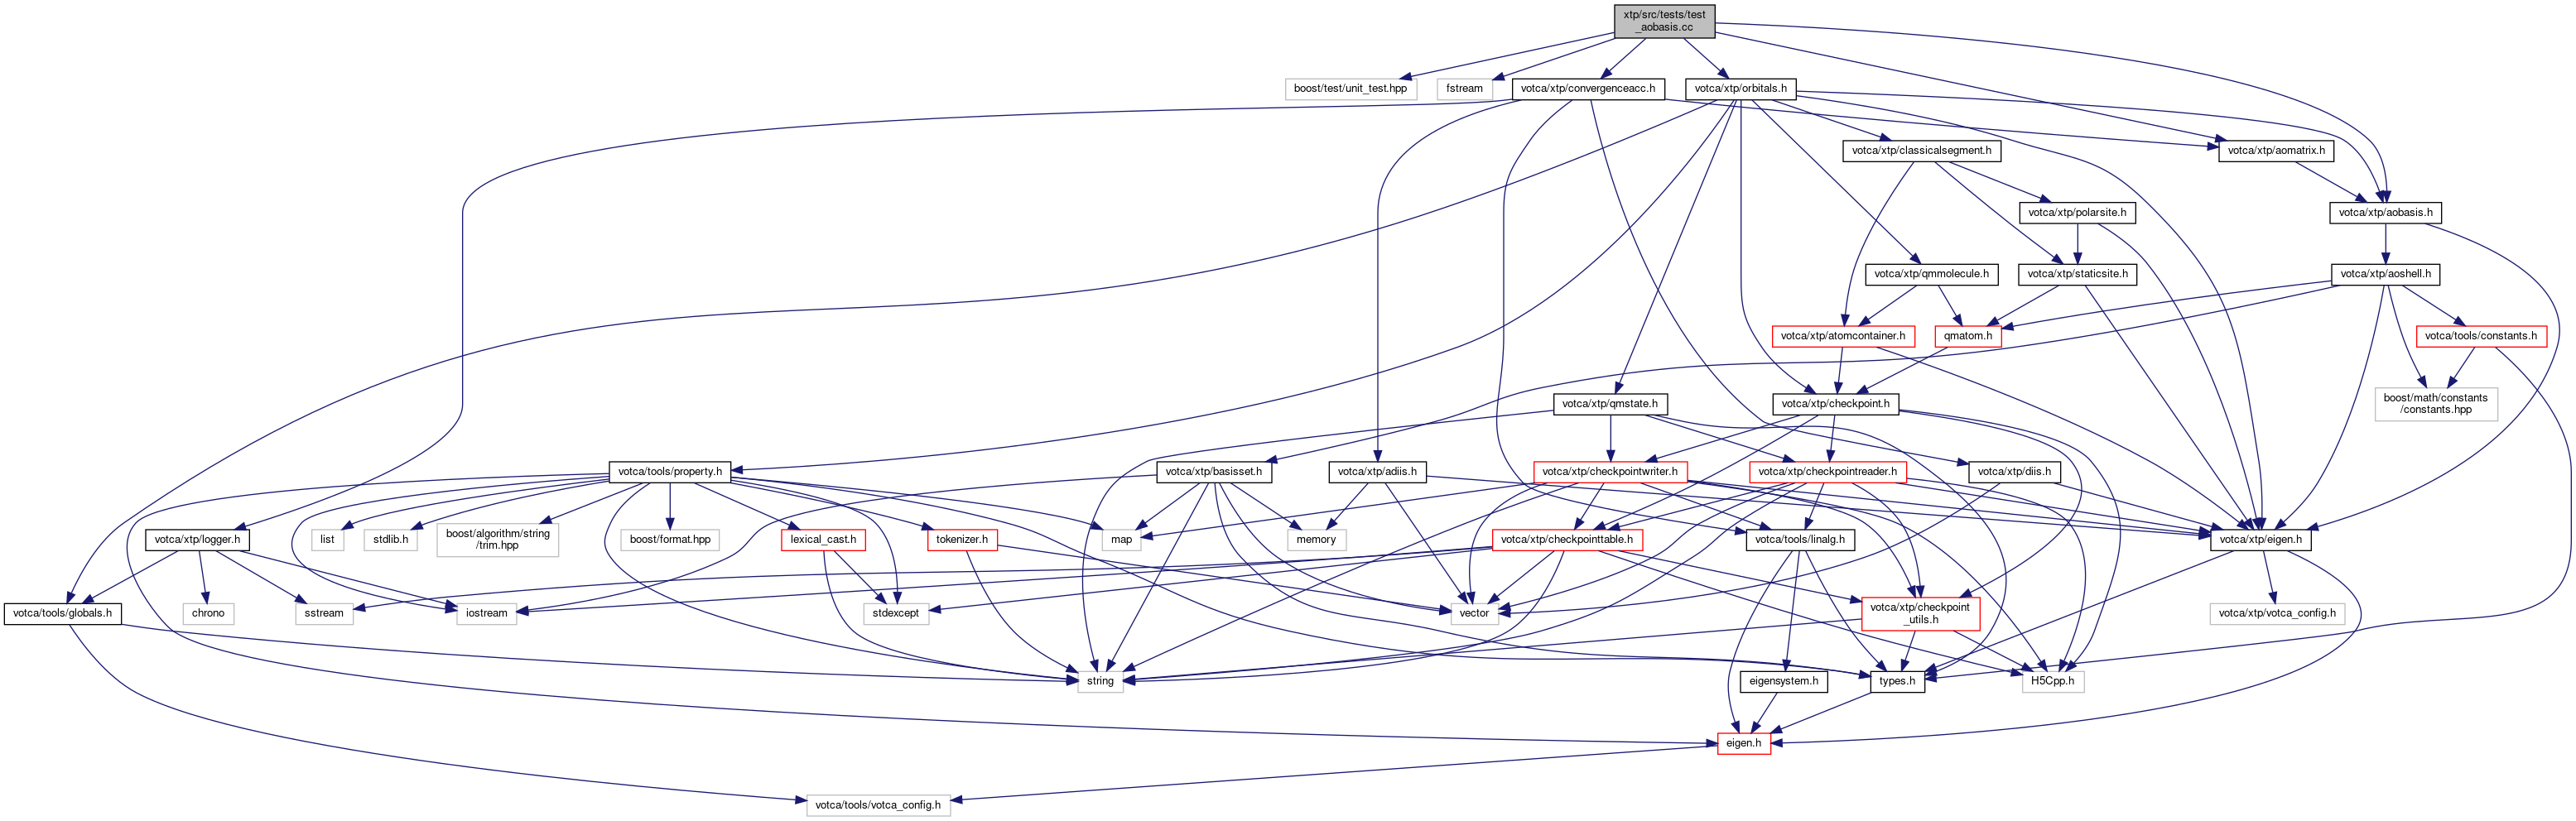 xtp/src/tests/test
_aobasis.cc
boost/test/unit_test.hpp
fstream
votca/xtp/convergenceacc.h
votca/xtp/orbitals.h
votca/xtp/classicalsegment.h
votca/xtp/aomatrix.h
votca/xtp/polarsite.h
votca/xtp/aobasis.h
votca/xtp/qmmolecule.h
votca/xtp/staticsite.h
votca/xtp/aoshell.h
votca/xtp/atomcontainer.h
qmatom.h
votca/tools/constants.h
votca/xtp/qmstate.h
votca/xtp/checkpoint.h
boost/math/constants
/constants.hpp
votca/tools/property.h
votca/xtp/basisset.h
votca/xtp/adiis.h
votca/xtp/checkpointwriter.h
votca/xtp/checkpointreader.h
votca/xtp/diis.h
votca/xtp/logger.h
list
stdlib.h
boost/algorithm/string
/trim.hpp
boost/format.hpp
lexical_cast.h
tokenizer.h
map
memory
votca/xtp/checkpointtable.h
votca/tools/linalg.h
votca/xtp/eigen.h
votca/tools/globals.h
chrono
sstream
iostream
stdexcept
vector
votca/xtp/checkpoint
_utils.h
votca/xtp/votca_config.h
string
eigensystem.h
types.h
H5Cpp.h
eigen.h
votca/tools/votca_config.h